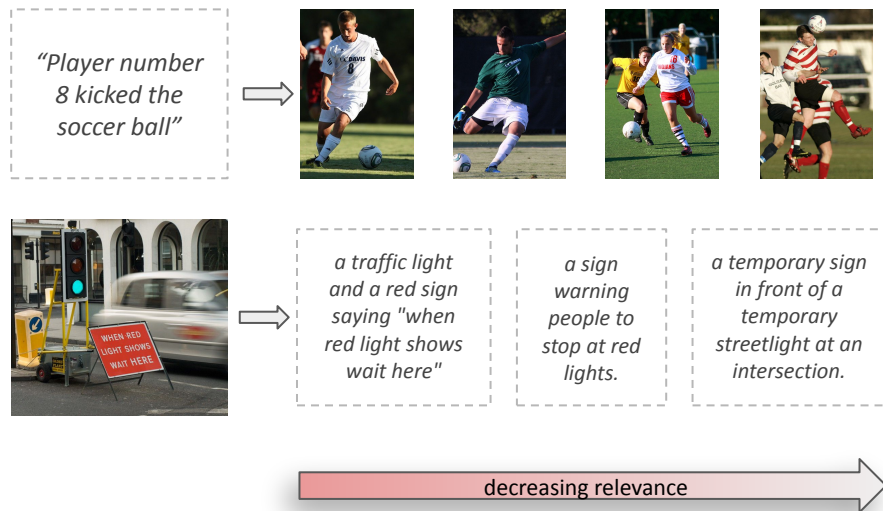 “Player number
8 kicked the
soccer ball”
DAVIS
8
1
a traffic light
and a red sign
saying "when
red light shows
wait here"
a sign
warning
people to
stop at red
lights.
a temporary sign
in front of a
temporary
streetlight at an
intersection.
WHEN RED
LIGHT SHOWS
WAIT HERE
decreasing relevance